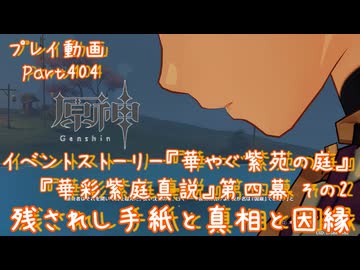 プレイ動画
Part404
原神
Genshin
イベントストーリー『華やぐ紫苑の庭』
『華彩紫庭真説』第四幕 その22
残されし手紙と真相と因縁